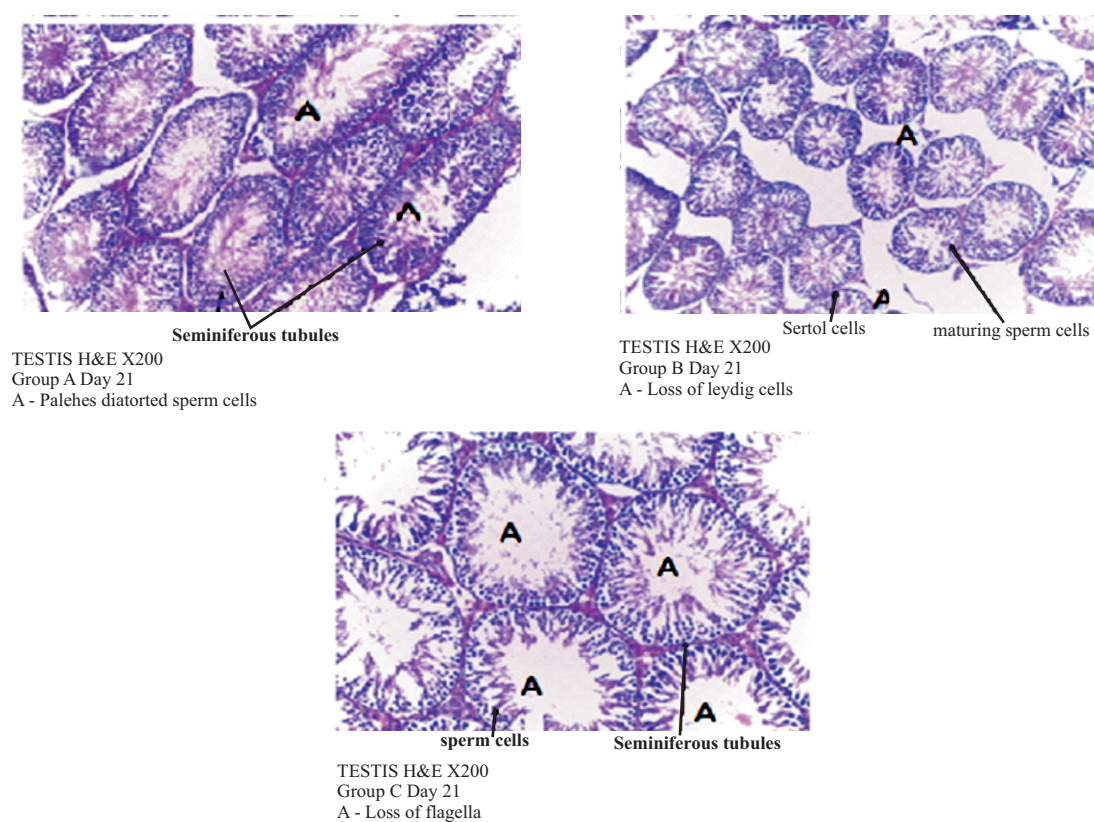 A
A
Seminiferous tubules
TESTIS H&E X200
Group A Day 21
A - Palehes diatorted sperm cells
A
A
Sertol cells
maturing sperm cells
TESTIS H&E X200
Group B Day 21
A - Loss of leydig cells
A
A
A
A
sperm cells
Seminiferous tubules
TESTIS H&E X200
Group C Day 21
A - Loss of flagella